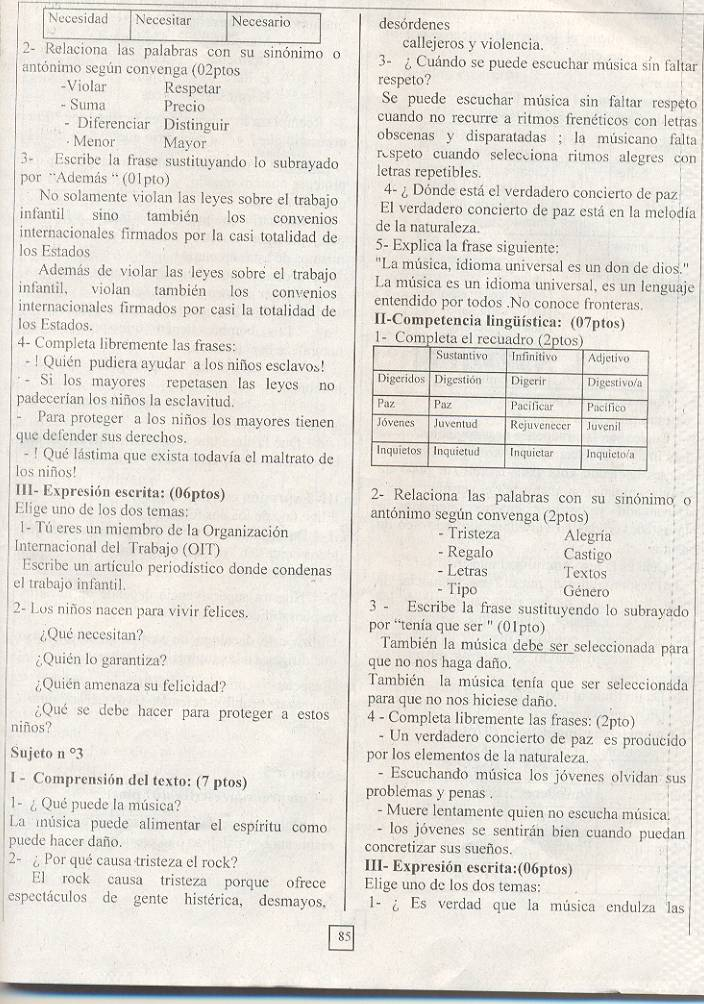 Necesidad Necesitar Necesario
2- Relaciona las palabras con su sinónimo o
antónimo según convenga (02ptos
-Violar Respetar
- Suma Precio
- Diferenciar Distinguir
- Menor Mayor
3- Escribe la frase sustituyando lo subrayado
por "Además " (01pto)
No solamente violan las leyes sobre el trabajo
infantil sino también los convenios
internacionales firmados por la casi totalidad de
los Estados
Además de violar las leyes sobre el trabajo
infantil, violan también los convenios
internacionales firmados por casi la totalidad de
los Estados.
4- Completa libremente las frases:
- ! Quién pudiera ayudar a los niños esclavos!
- Si los mayores repetasen las leyes no
padecerían los niños la esclavitud.
- Para proteger a los niños los mayores tienen
que defender sus derechos.
- ! Qué lástima que exista todavía el maltrato de
los niños!
III- Expresión escrita: (06ptos)
Elige uno de los dos temas:
1- Tú eres un miembro de la Organización
Internacional del Trabajo (OIT)
Escribe un artículo periodístico donde condenas
el trabajo infantil.
2- Los niños nacen para vivir felices.
¿Qué necesitan?
¿Quién lo garantiza?
¿Quién amenaza su felicidad?
¿Qué se debe hacer para proteger a estos
niños?
Sujeto n °3
I - Comprensión del texto: (7 ptos)
1- ¿ Qué puede la música?
La música puede alimentar el espíritu como
puede hacer daño.
2- ¿ Por qué causa tristeza el rock?
El rock causa tristeza porque ofrece
espectáculos de gente histérica, desmayos,
desórdenes
callejeros y violencia.
3- ¿ Cuándo se puede escuchar música sin faltar
respeto?
Se puede escuchar música sin faltar respeto
cuando no recurre a ritmos frenéticos con letras
obscenas y disparatadas ; la músicano falta
respeto cuando selecciona ritmos alegres con
letras repetibles.
4- ¿ Dónde está el verdadero concierto de paz
El verdadero concierto de paz está en la melodía
de la naturaleza.
5- Explica la frase siguiente:
"La música, idioma universal es un don de dios."
La música es un idioma universal, es un lenguaje
entendido por todos .No conoce fronteras.
II-Competencia lingüística: (07ptos)
1- Completa el recuadro (2ptos)
Sustantivo Infinitivo Adjetivo
Digeridos Digestión Digerir Digestivo/a
Paz Paz Pacificar Pacífico
Jóvenes Juventud Rejuvenecer Juvenil
Inquietos Inquietud Inquietar Inquieto/a
2- Relaciona las palabras con su sinónimo o
antónimo según convenga (2ptos)
- Tristeza Alegría
- Regalo Castigo
- Letras Textos
- Tipo Género
3 - Escribe la frase sustituyendo lo subrayado
por "tenía que ser " (01pto)
También la música debe ser seleccionada para
que no nos haga daño.
También la música tenía que ser seleccionada
para que no nos hiciese daño.
4 - Completa libremente las frases: (2pto)
- Un verdadero concierto de paz es producido
por los elementos de la naturaleza.
- Escuchando música los jóvenes olvidan sus
problemas y penas .
- Muere lentamente quien no escucha música.
- los jóvenes se sentirán bien cuando puedan
concretizar sus sueños.
III- Expresión escrita:(06ptos)
Elige uno de los dos temas:
1- ¿ Es verdad que la música endulza las
85